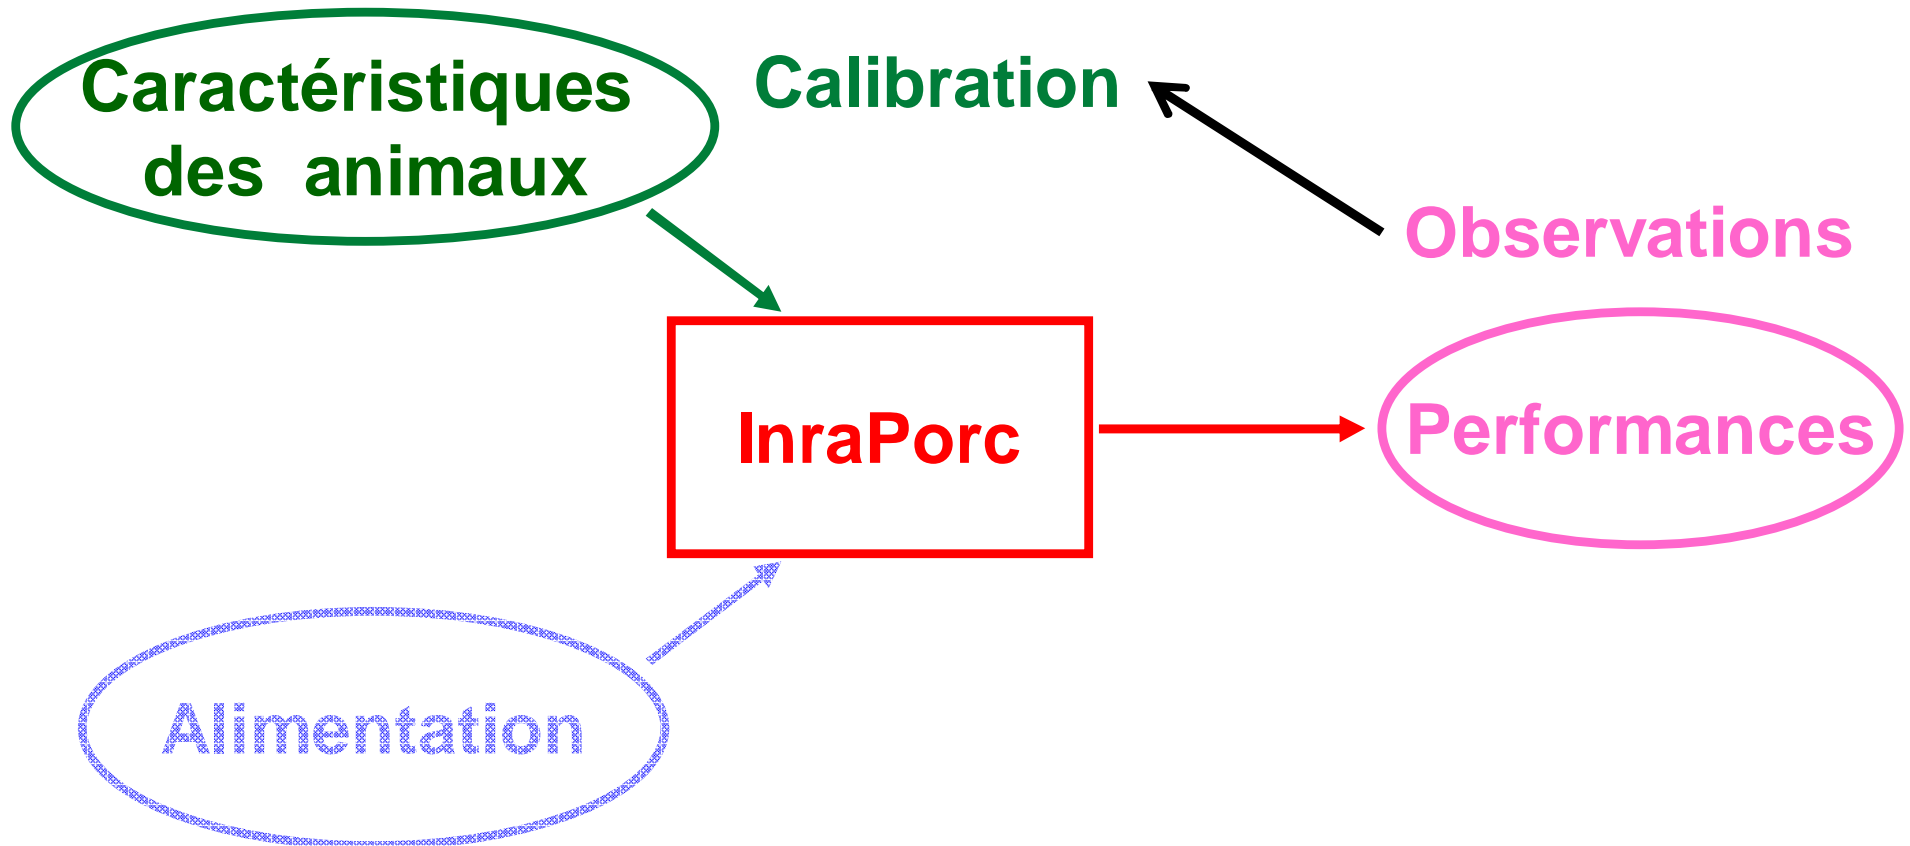 Caractéristiques
des animaux
Calibration
Observations
InraPorc
Performances
Alimentation